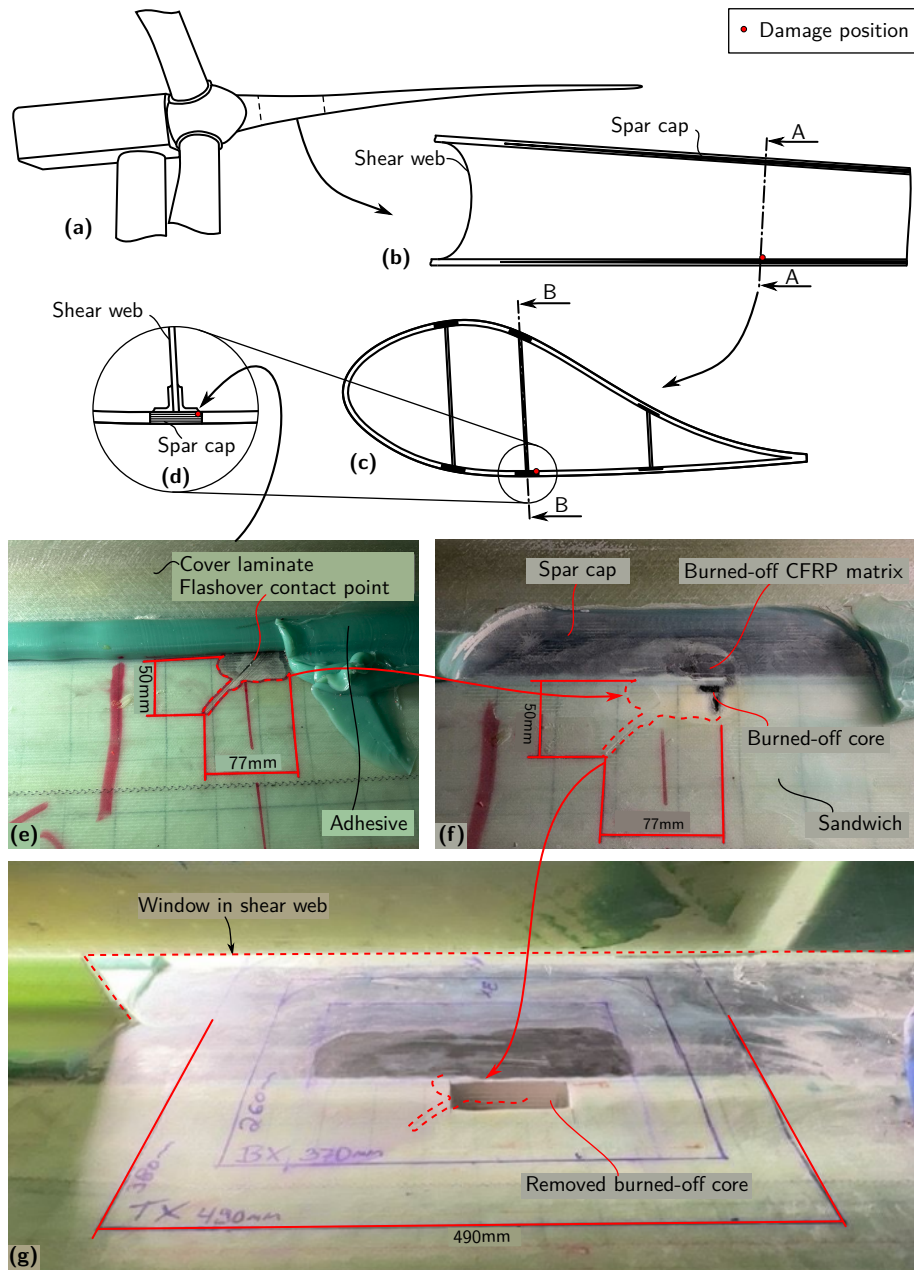 Damage position
A
Spar cap
Shear web
(a)
(b)
A
B
Shear web
Spar cap
(d)
(c)
B
Cover laminate
Flashover contact point
50mm
77mm
Adhesive
(e)
Spar cap
Burned-off CFRP matrix
50mm
Burned-off core
77mm
Sandwich
(f)
Window in shear web
260mm
BX, 370mm
380mm
TX 490mm
Removed burned-off core
490mm
(g)